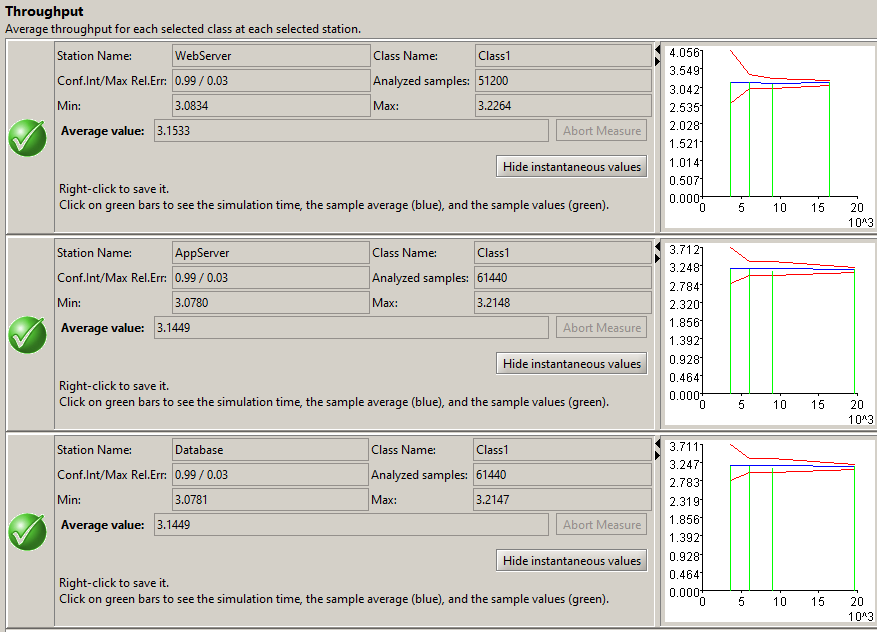 Throughput
Average throughput for each selected class at each selected station.
Station Name: WebServer Class Name: Class1
Conf.Int/Max Rel.Err: 0.99 / 0.03 Analyzed samples: 51200
Min: 3.0834 Max: 3.2264
Average value: 3.1533 Abort Measure
Hide instantaneous values
Right-click to save it.
Click on green bars to see the simulation time, the sample average (blue), and the sample values (green).
4.056
3.549
3.042
2.535
2.028
1.521
1.014
0.507
0.000
0 5 10 15 20
10^3
Station Name: AppServer Class Name: Class1
Conf.Int/Max Rel.Err: 0.99 / 0.03 Analyzed samples: 61440
Min: 3.0780 Max: 3.2148
Average value: 3.1449 Abort Measure
Hide instantaneous values
Right-click to save it.
Click on green bars to see the simulation time, the sample average (blue), and the sample values (green).
3.712
3.248
2.784
2.320
1.856
1.392
0.928
0.464
0.000
0 5 10 15 20
10^3
Station Name: Database Class Name: Class1
Conf.Int/Max Rel.Err: 0.99 / 0.03 Analyzed samples: 61440
Min: 3.0781 Max: 3.2147
Average value: 3.1449 Abort Measure
Hide instantaneous values
Right-click to save it.
Click on green bars to see the simulation time, the sample average (blue), and the sample values (green).
3.711
3.247
2.783
2.319
1.856
1.392
0.928
0.464
0.000
0 5 10 15 20
10^3